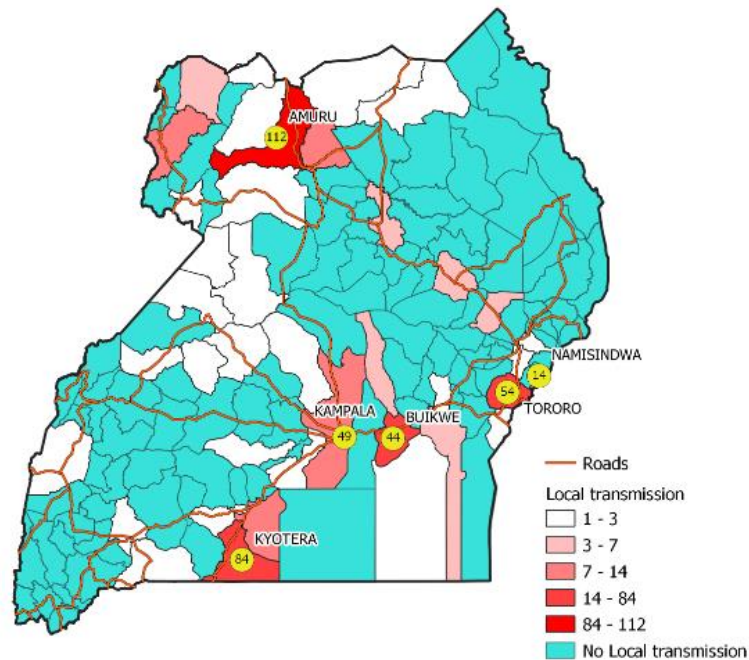 AMURU
112
NAMISINDWA
14
54
TORORO
KAMPALA
BUIKWE
49
44
KYOTERA
84
Roads
Local transmission
1 - 3
3 - 7
7 - 14
14 - 84
84 - 112
No Local transmission